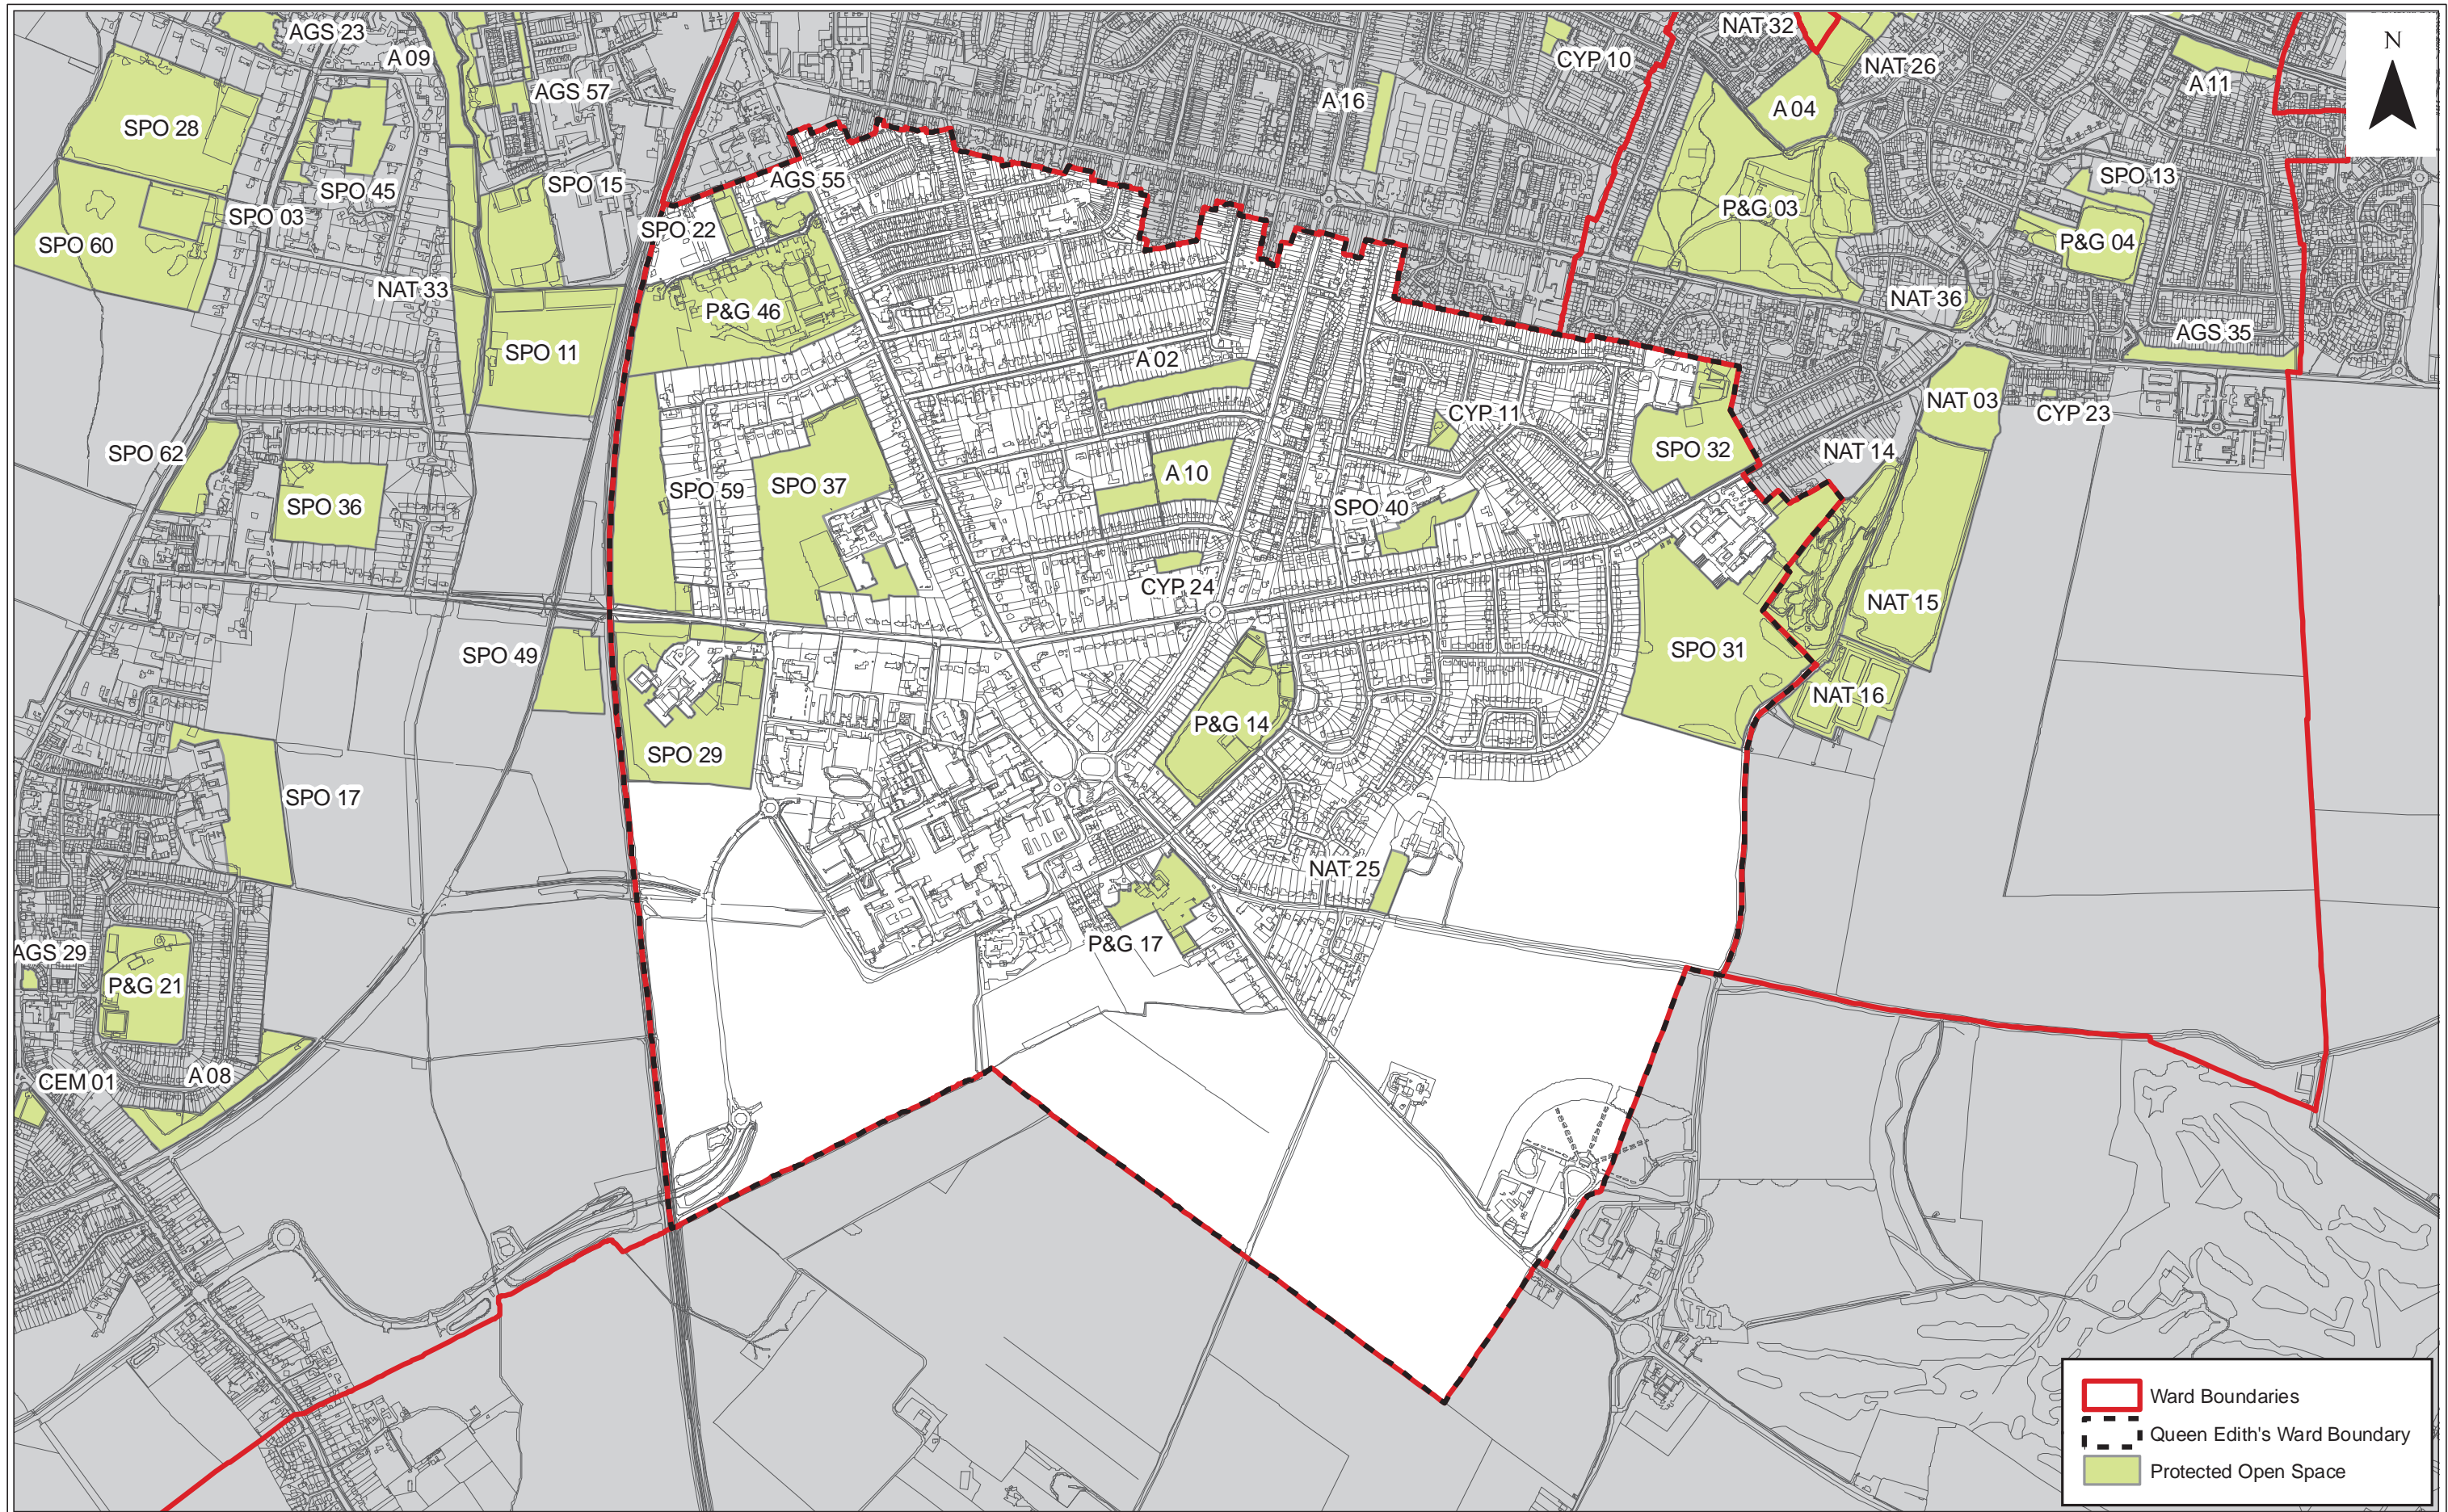 AGS 23
NAT 32
N
A 09
CYP 10
NAT 26
AGS 57
A 16
A 11
SPO 28
A 04
SPO 45
SPO 15
AGS 55
SPO 13
SPO 03
P&G 03
SPO 22
SPO 60
P&G 04
NAT 33
P&G 46
NAT 36
SPO 11
A 02
AGS 35
NAT 03
CYP 11
CYP 23
SPO 62
SPO 32
NAT 14
SPO 59
SPO 37
A 10
SPO 36
SPO 40
CYP 24
NAT 15
SPO 49
SPO 31
NAT 16
P&G 14
SPO 29
SPO 17
NAT 25
P&G 17
AGS 29
P&G 21
CEM 01
A 08
Ward Boundaries
Queen Edith's Ward Boundary
Protected Open Space